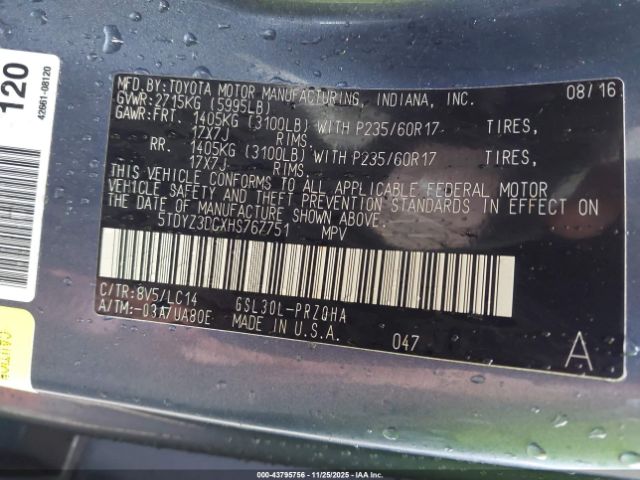 120
42661-08120
MFD.BY:TOYOTA MOTOR MANUFACTURING, INDIANA, INC. 08/16
GVWR: 2715KG (5995LB)
GAWR:FRT. 1405KG (3100LB) WITH P235/60R17 TIRES,
17X7J RIMS.
RR. 1405KG (3100LB) WITH P235/60R17 TIRES,
17X7J RIMS.
THIS VEHICLE CONFORMS TO ALL APPLICABLE FEDERAL MOTOR
VEHICLE SAFETY AND THEFT PREVENTION STANDARDS IN EFFECT ON
THE DATE OF MANUFACTURE SHOWN ABOVE.
5TDYZ3DCXHS767751 MPV
C/TR:8V5/LC14 GSL30L-PRZQHA
A/TM:-03A/UA80E MADE IN U.S.A. 047 A
CAUTION
© 000-43795756 - 11/25/2025 - IAA